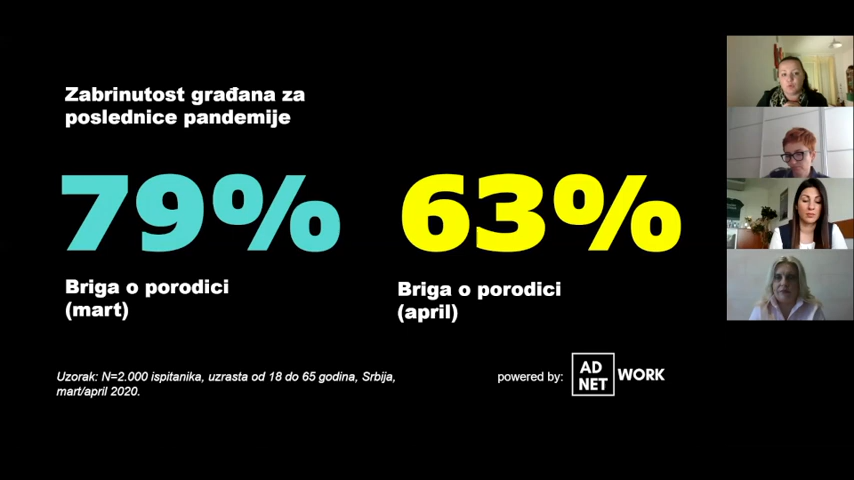 Zabrinutost građana za
poslednice pandemije
79%
63%
Briga o porodici
(mart)
Briga o porodici
(april)
Uzorak: N=2.000 ispitanika, uzrasta od 18 do 65 godina, Srbija,
mart/april 2020.
powered by: AD NET WORK